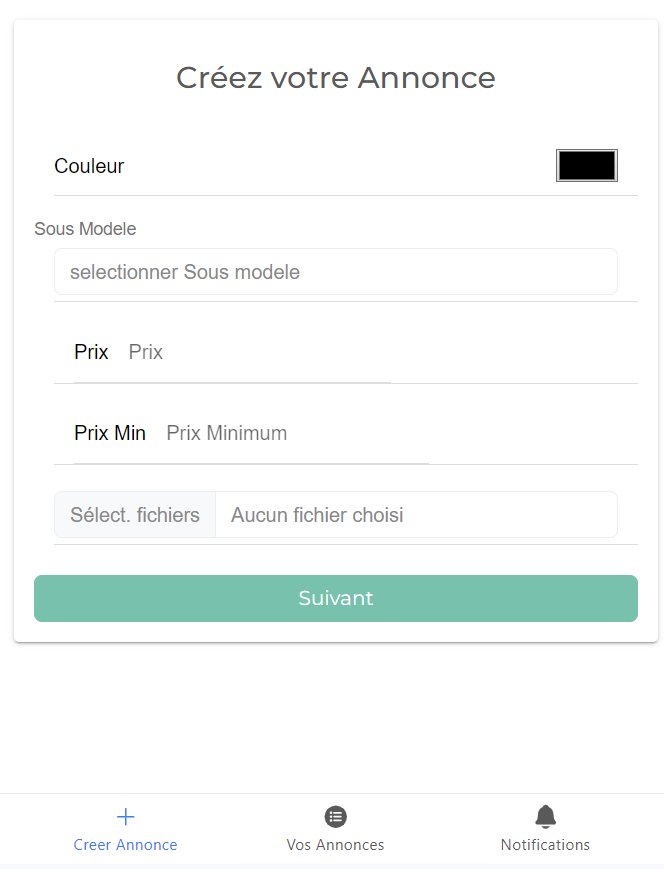 Créez votre Annonce
Couleur
Sous Modele
selectionner Sous modele
Prix Prix
Prix Min Prix Minimum
Sélect. fichiers Aucun fichier choisi
Suivant
Creer Annonce Vos Annonces Notifications